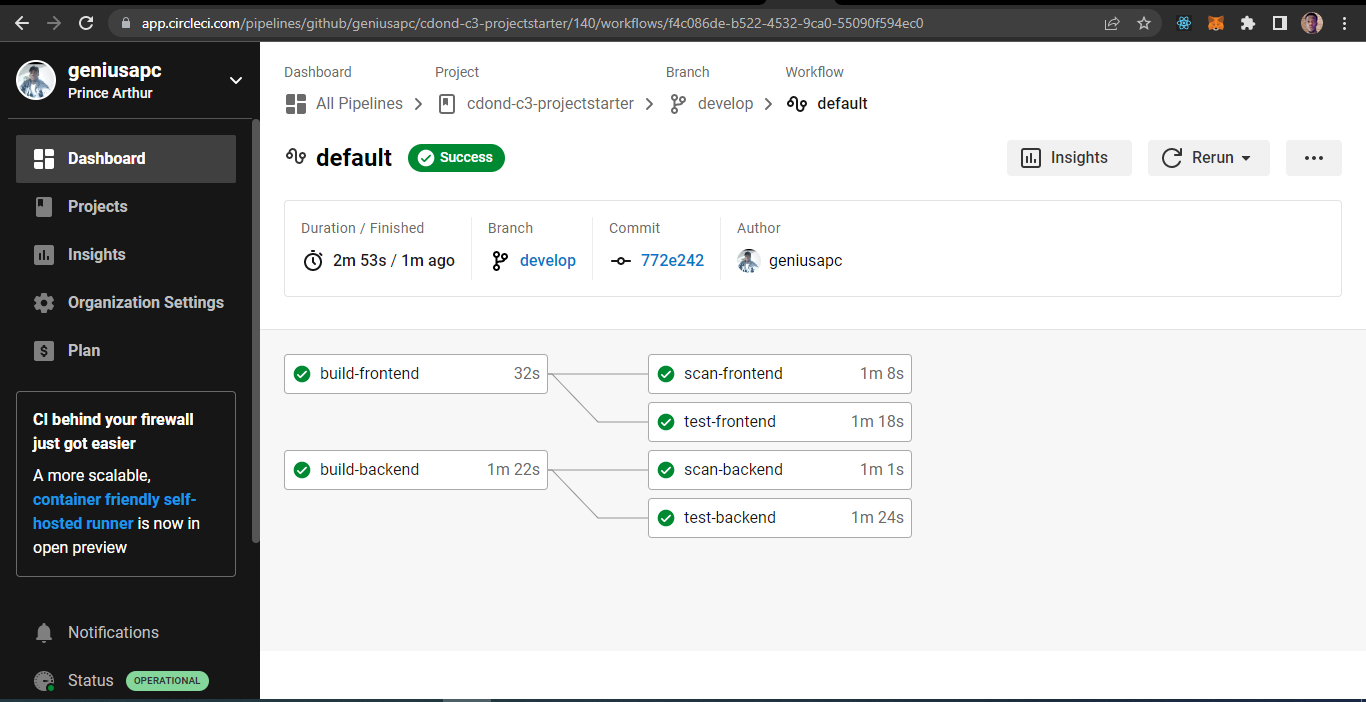 app.circleci.com/pipelines/github/geniusapc/cdond-c3-projectstarter/140/workflows/f4c086de-b522-4532-9ca0-55090f594ec0
geniusapc
Prince Arthur
Dashboard
Projects
Insights
Organization Settings
Plan
CI behind your firewall
just got easier
A more scalable,
container friendly self-
hosted runner is now in
open preview
Notifications
Status OPERATIONAL
Dashboard Project Branch Workflow
All Pipelines cdond-c3-projectstarter develop default
default Success
Insights Rerun
Duration / Finished Branch Commit Author
2m 53s / 1m ago develop 772e242 geniusapc
build-frontend 32s scan-frontend 1m 8s
test-frontend 1m 18s
build-backend 1m 22s scan-backend 1m 1s
test-backend 1m 24s